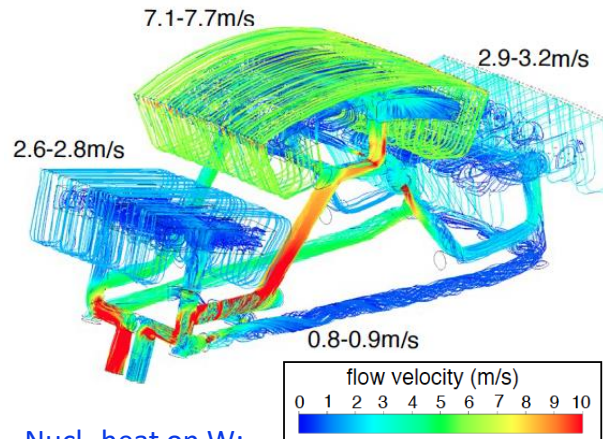 7.1-7.7m/s
2.9-3.2m/s
2.6-2.8m/s
0.8-0.9m/s
flow velocity (m/s)
0 1 2 3 4 5 6 7 8 9 10
Nucl. heat on W: